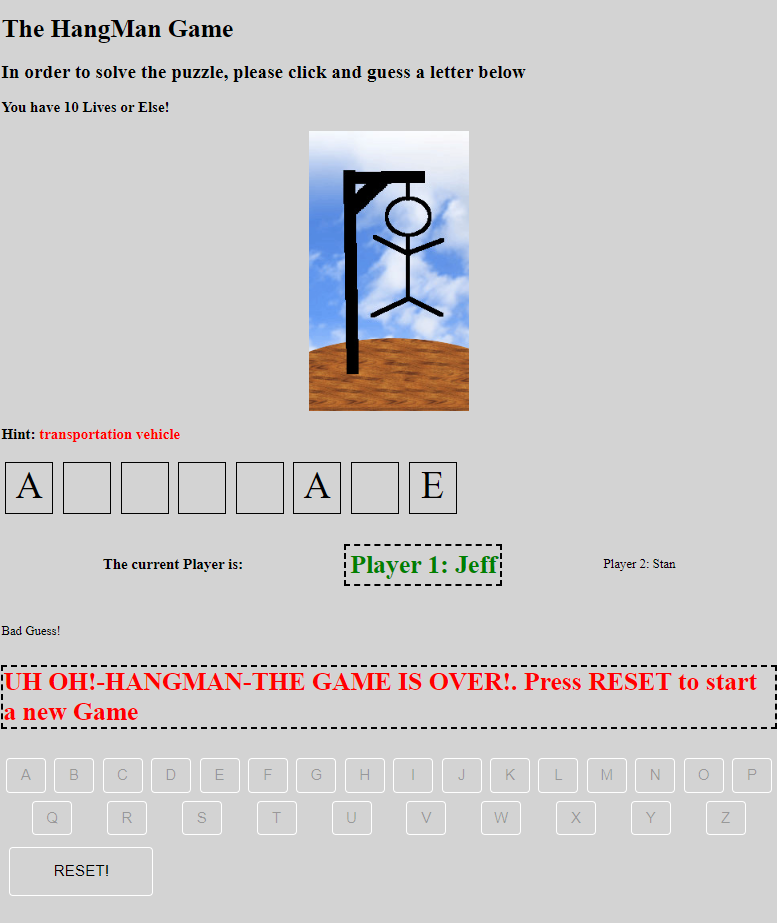 The HangMan Game
In order to solve the puzzle, please click and guess a letter below
You have 10 Lives or Else!
Hint: transportation vehicle
A A E
The current Player is: Player 1: Jeff Player 2: Stan
Bad Guess!
UH OH!-HANGMAN-THE GAME IS OVER!. Press RESET to start
a new Game
A B C D E F G H I J K L M N O P
Q R S T U V W X Y Z
RESET!